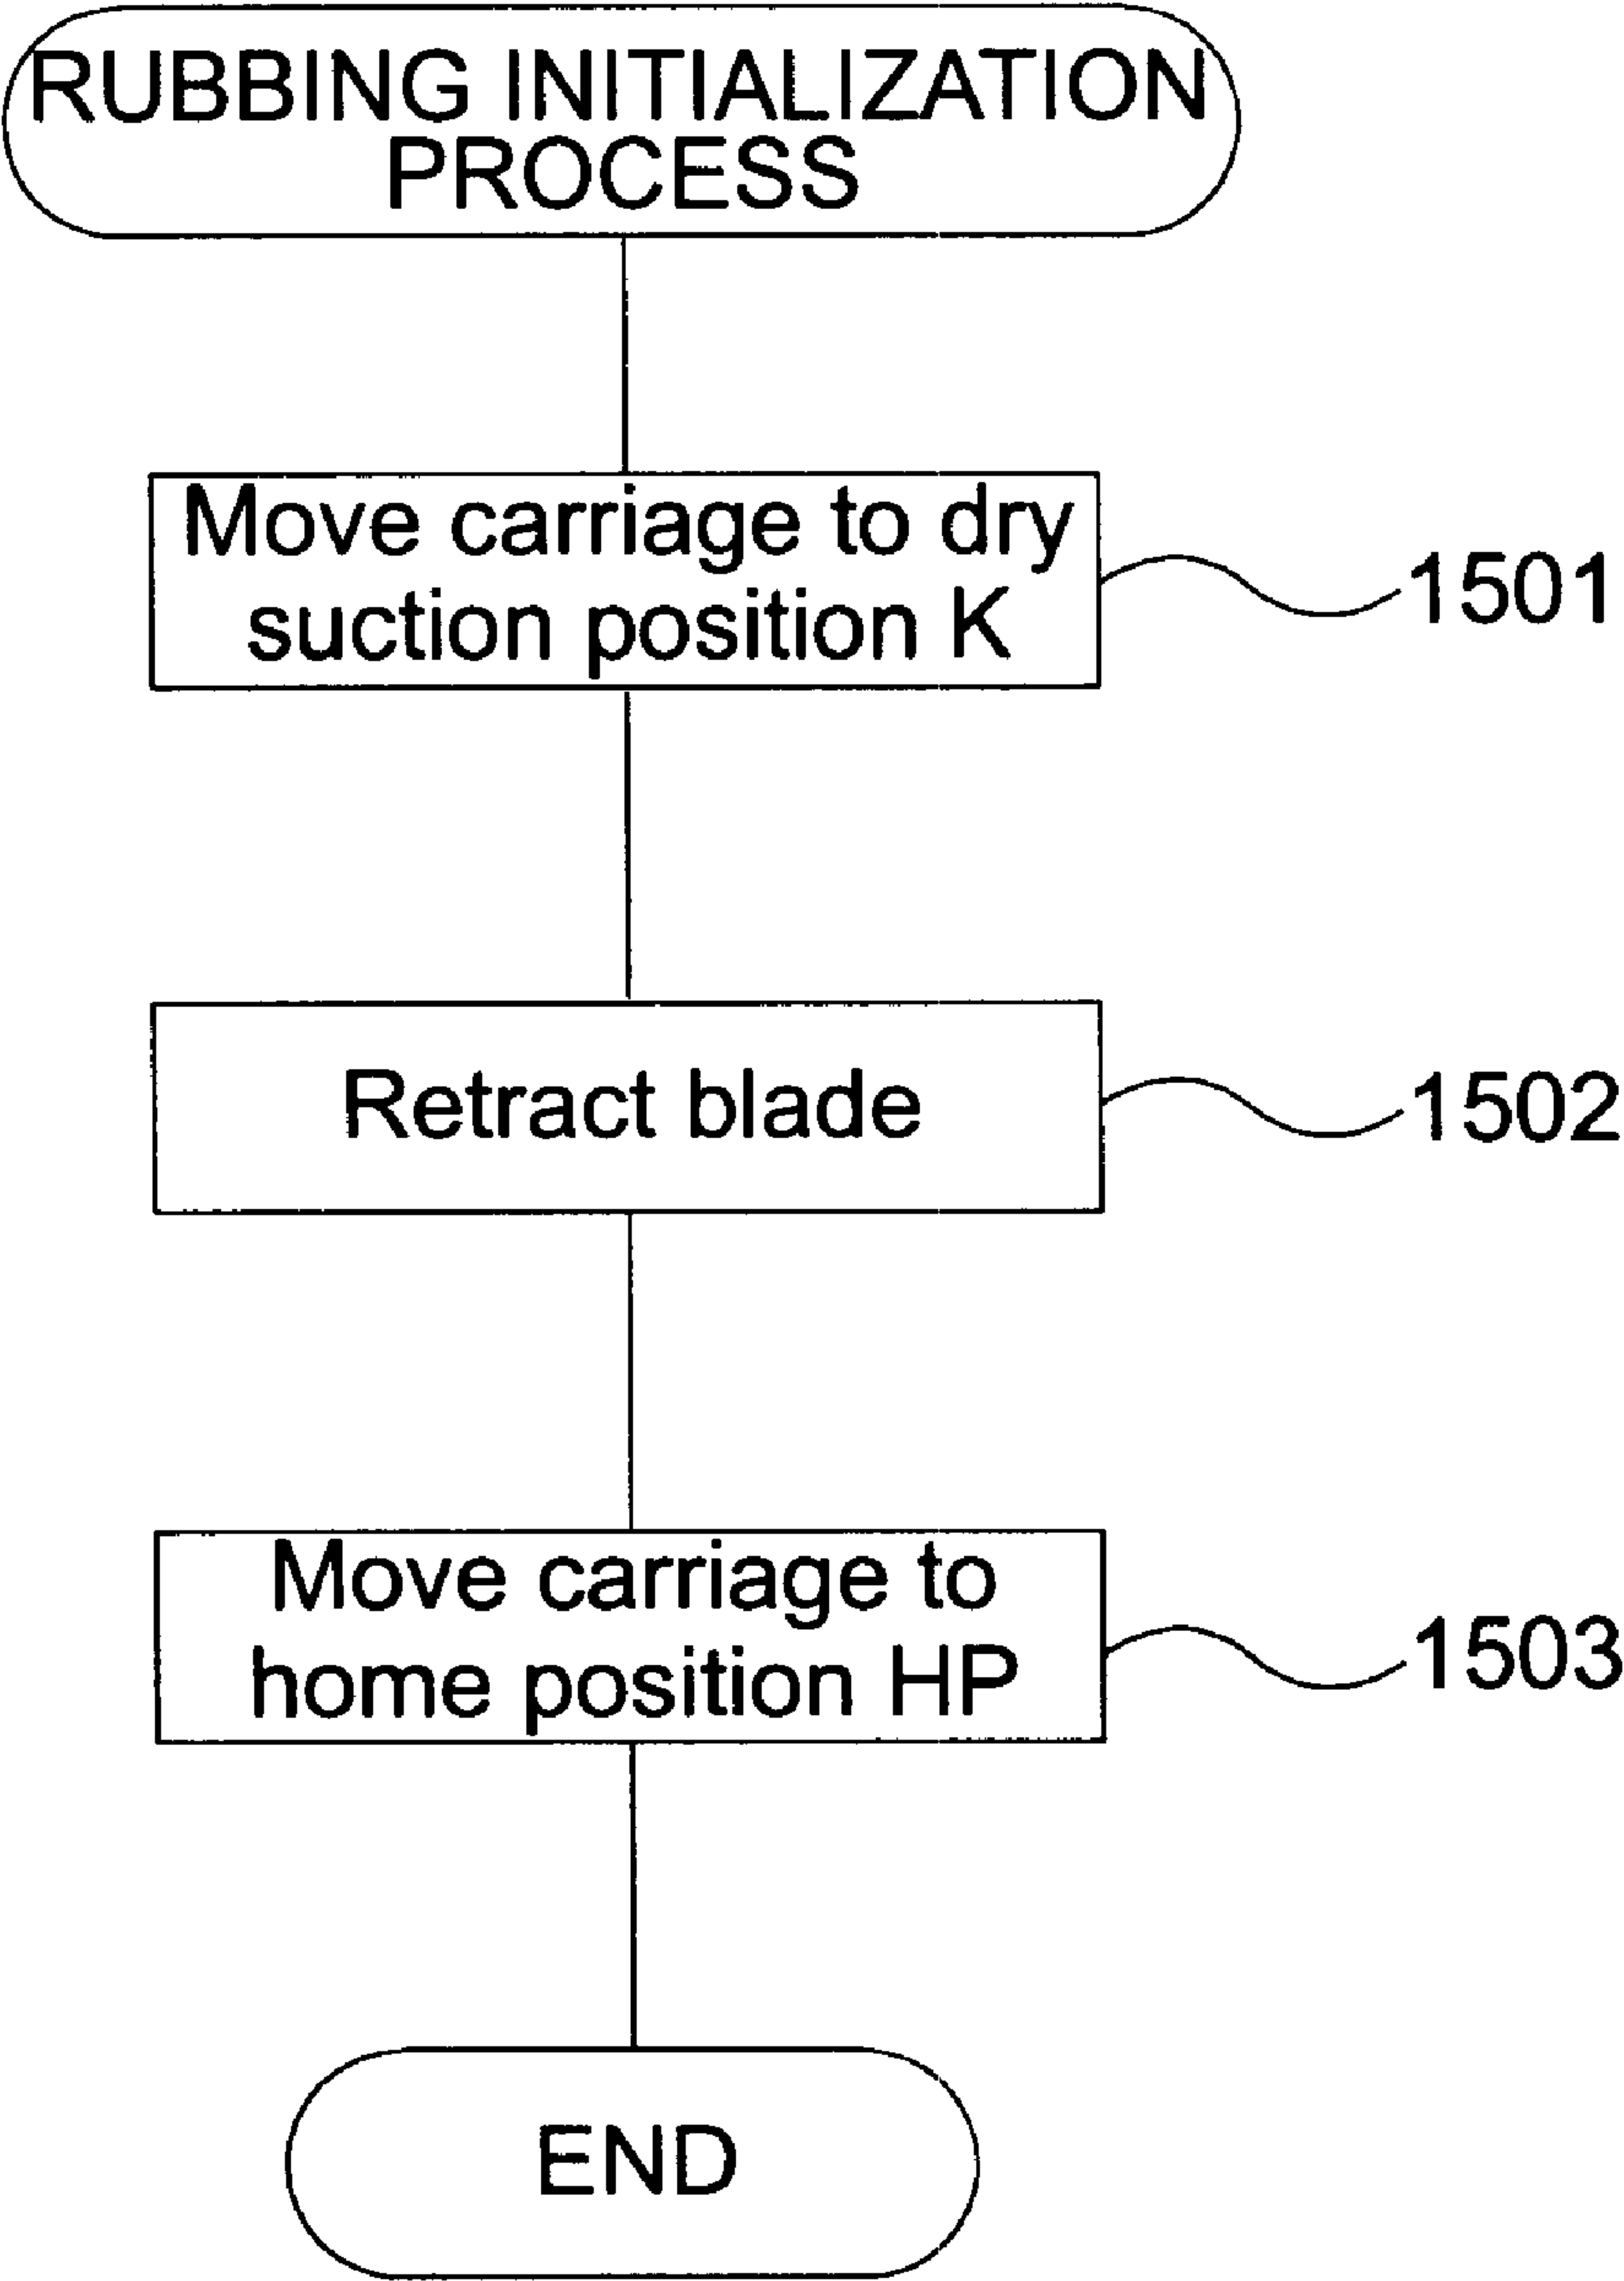 RUBBING INITIALIZATION
PROCESS
Move carriage to dry
suction position K
1501
Retract blade
1502
Move carriage to
home position HP
1503
END